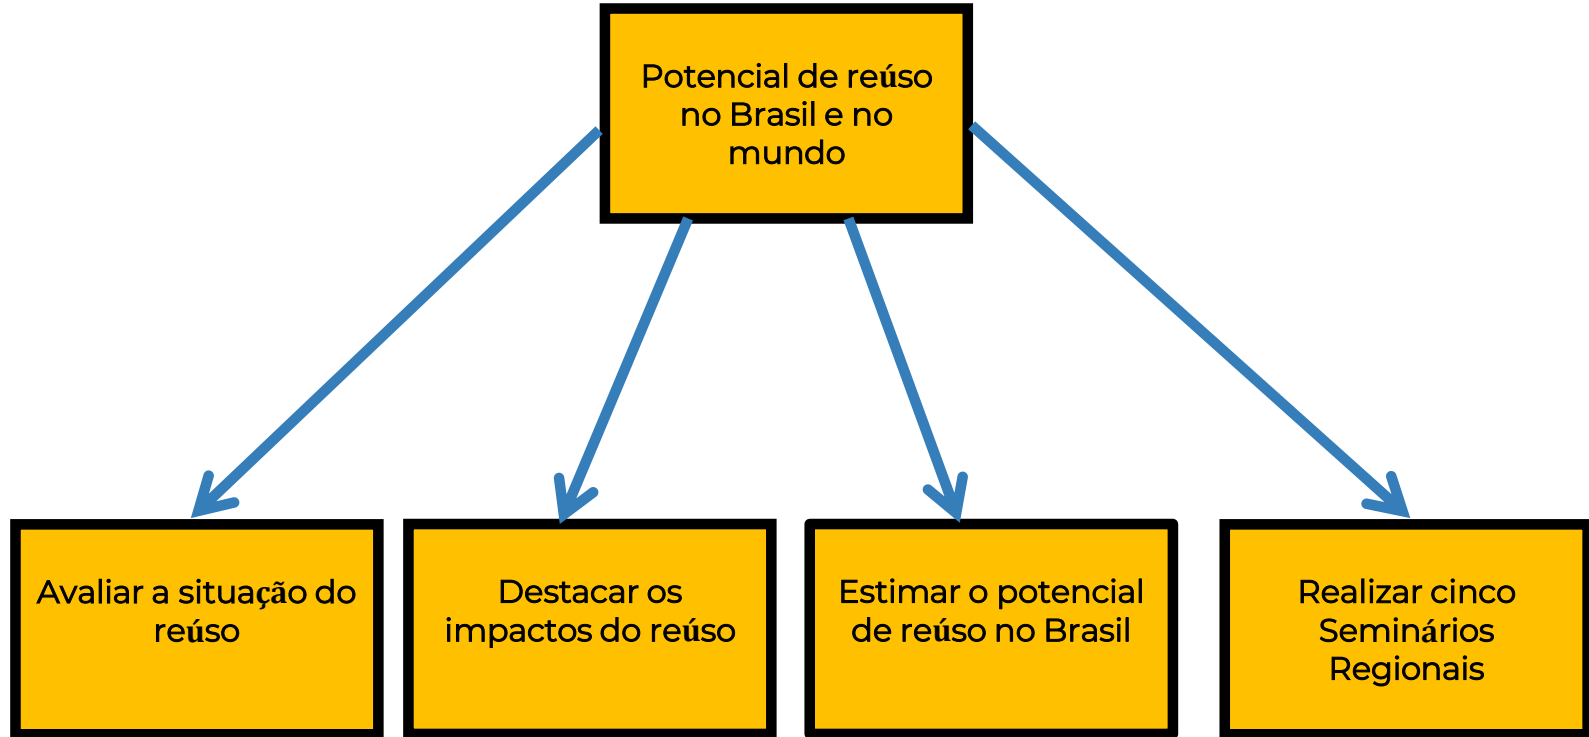 Potencial de reúso
no Brasil e no
mundo
Avaliar a situação do
reúso
Destacar os
impactos do reúso
Estimar o potencial
de reúso no Brasil
Realizar cinco
Seminários
Regionais